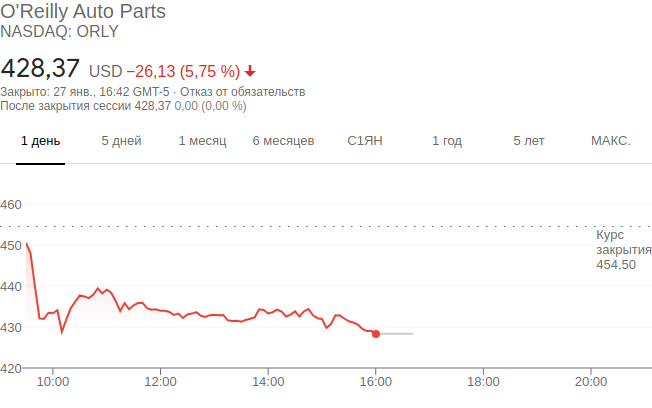 O'Reilly Auto Parts
NASDAQ: ORLY
428,37 USD −26,13 (5,75 %)
Закрыто: 27 янв., 16:42 GMT-5 · Отказ от обязательств
После закрытия сессии 428,37 0,00 (0,00 %)
1 день 5 дней 1 месяц 6 месяцев С1ЯН 1 год 5 лет МАКС.
460
Курс
закрытия
454,50
450
440
430
420
10:00 12:00 14:00 16:00 18:00 20:00